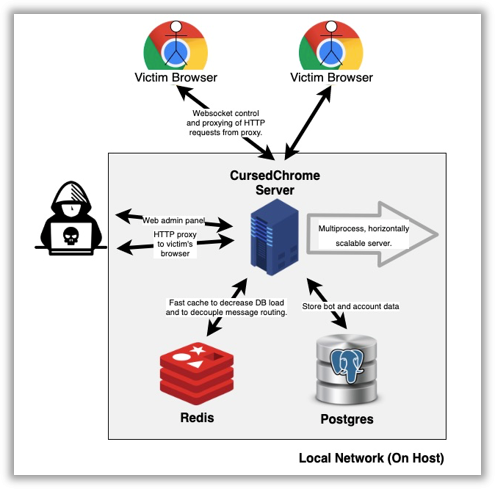 Victim Browser
Victim Browser
Websocket control
and proxying of HTTP
requests from proxy.
CursedChrome
Server
Web admin panel
HTTP proxy
to victim's
browser
Multiprocess, horizontally
scalable server.
Fast cache to decrease DB load
and to decouple message routing.
Store bot and account data
Redis
Postgres
Local Network (On Host)